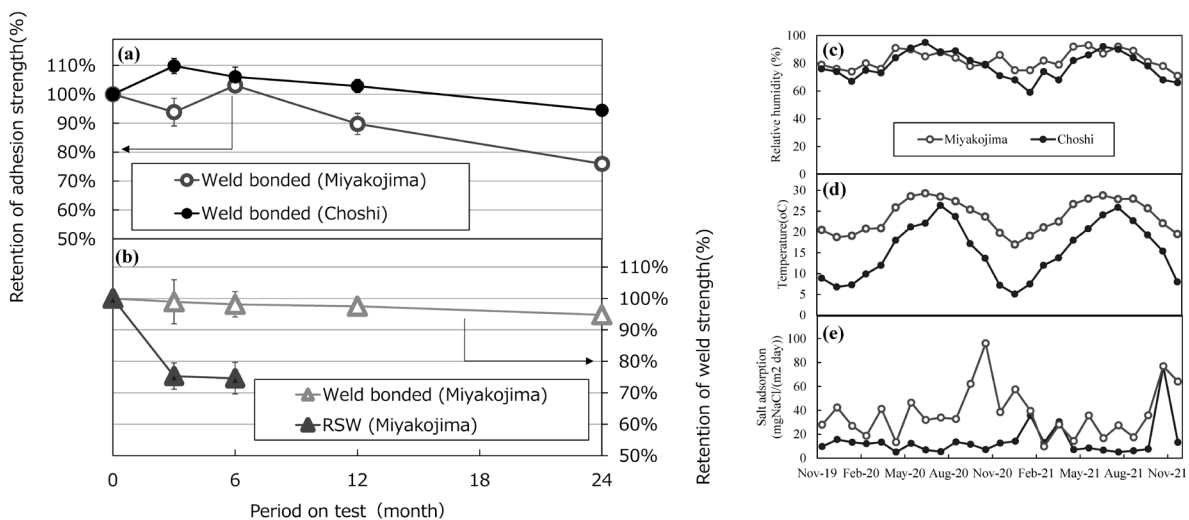 Retention of adhesion strength(%)
(a)
110%
100%
90%
80%
70%
60%
50%
Weld bonded (Miyakojima)
Weld bonded (Choshi)
(b)
110%
100%
90%
80%
70%
60%
50%
Retention of weld strength(%)
Weld bonded (Miyakojima)
RSW (Miyakojima)
0
6
12
18
24
Period on test (month)
(c)
Relative humidity (%)
100
80
60
40
20
0
Miyakojima
Choshi
(d)
Temperature(oC)
30
25
20
15
10
5
0
(e)
Salt adsorption
(mgNaCl/(m2 day))
100
80
60
40
20
0
Nov-19
Feb-20
May-20
Aug-20
Nov-20
Feb-21
May-21
Aug-21
Nov-21